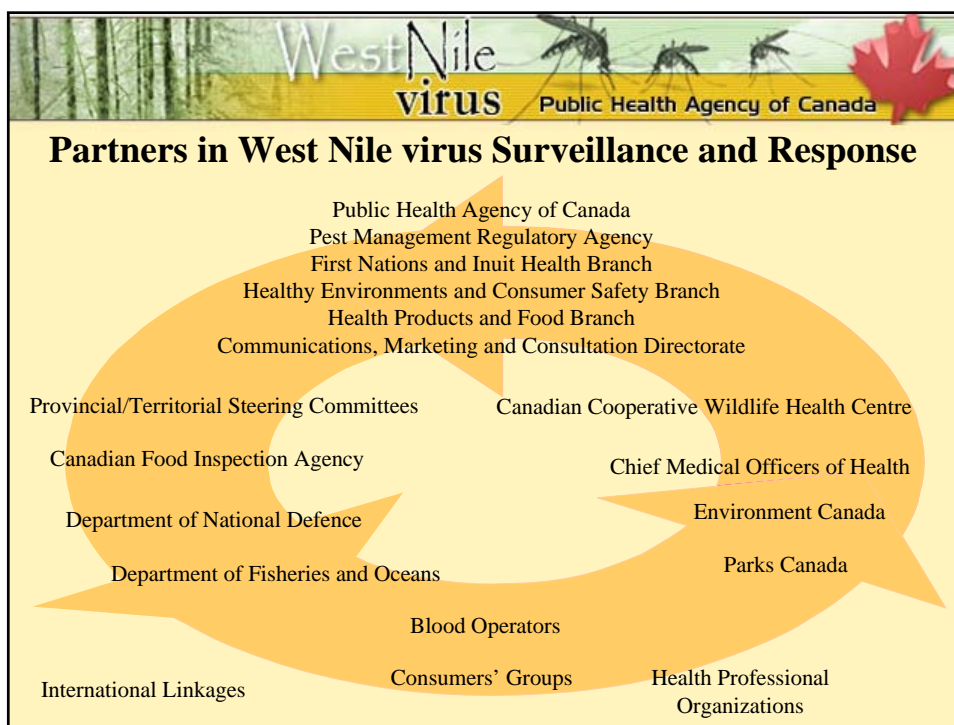 West Nile
virus Public Health Agency of Canada
Partners in West Nile virus Surveillance and Response
Public Health Agency of Canada
Pest Management Regulatory Agency
First Nations and Inuit Health Branch
Healthy Environments and Consumer Safety Branch
Health Products and Food Branch
Communications, Marketing and Consultation Directorate
Provincial/Territorial Steering Committees
Canadian Cooperative Wildlife Health Centre
Canadian Food Inspection Agency
Chief Medical Officers of Health
Department of National Defence
Environment Canada
Department of Fisheries and Oceans
Parks Canada
Blood Operators
International Linkages
Consumers’ Groups
Health Professional
Organizations